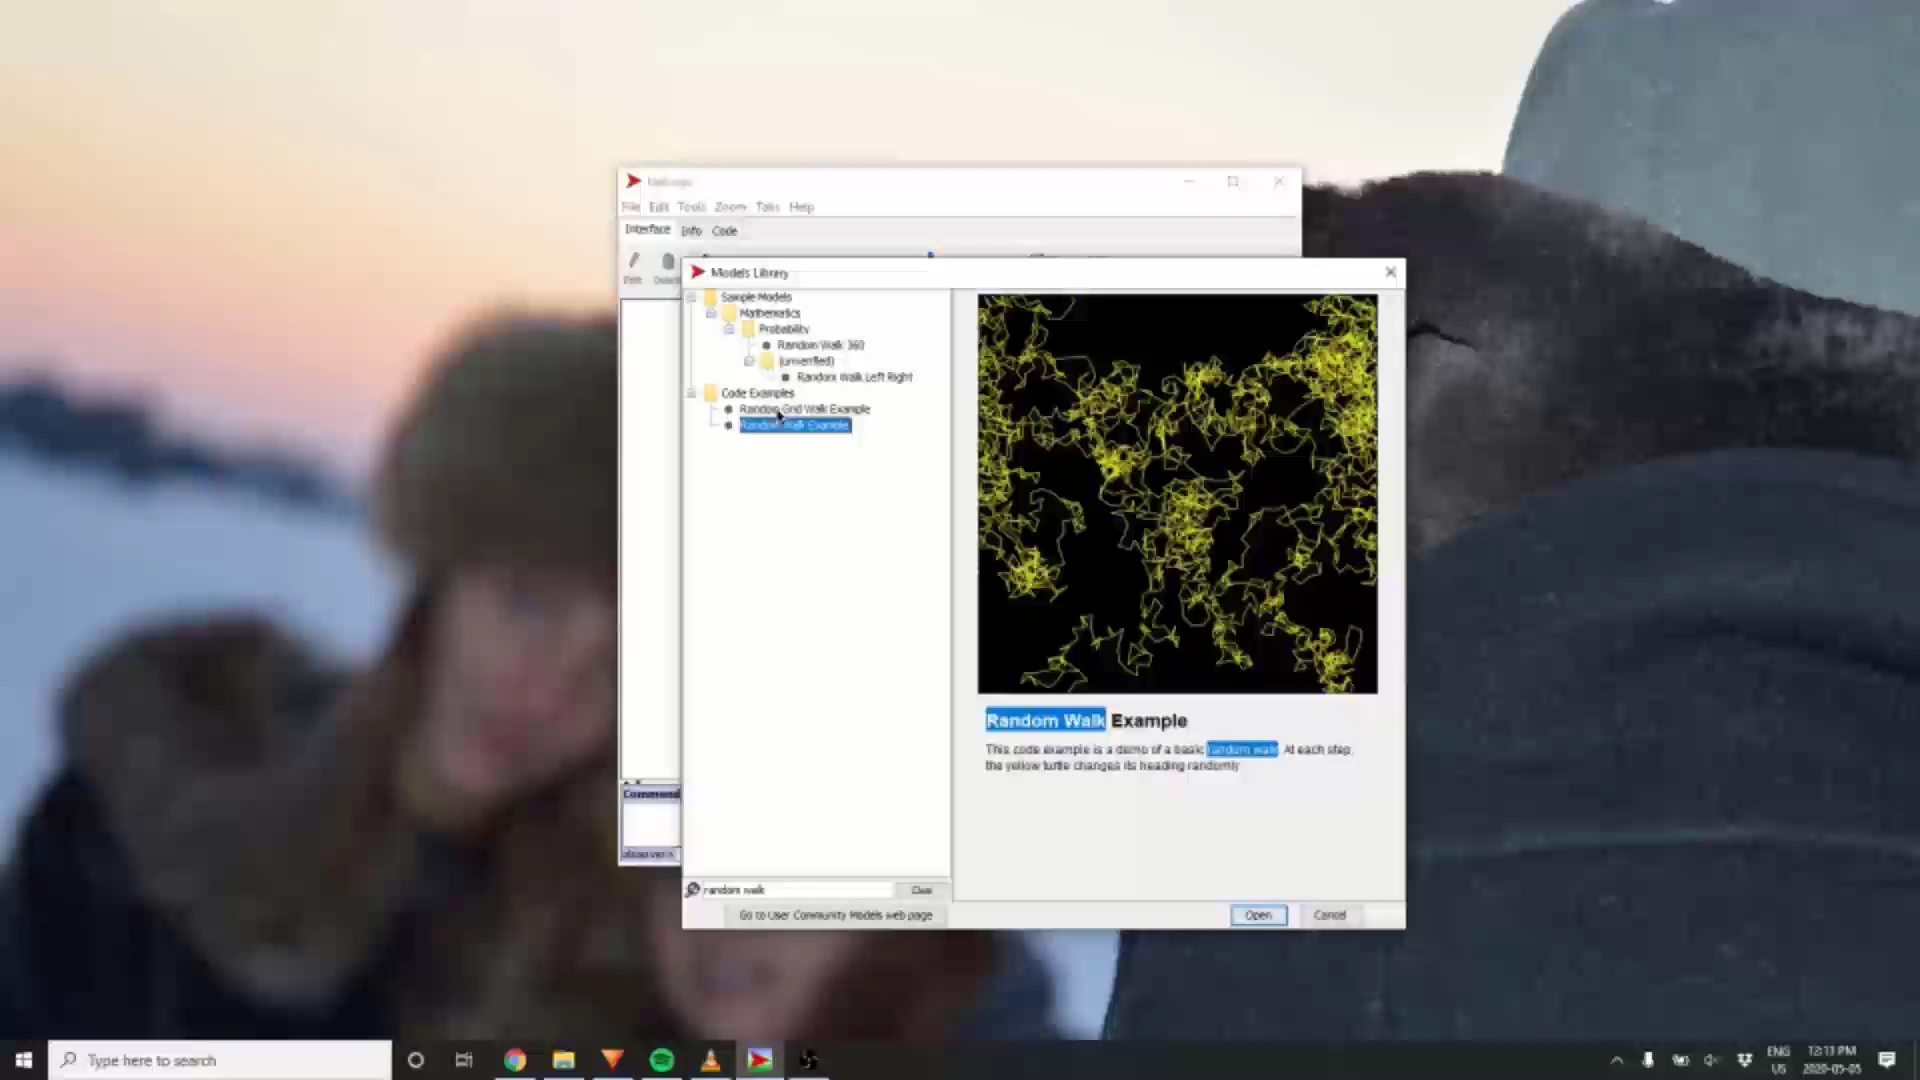 NetLogo
File Edit Tools Zoom Tabs Help
Interface Info Code
Models Library
Sample Models
Mathematics
Probability
Random Walk 360
(unverified)
Random Walk Left Right
Code Examples
Random Grid Walk Example
Random Walk Example
Random Walk Example
This code example is a demo of a basic random walk. At each step,
the yellow turtle changes its heading randomly
Command
observer>
random walk
Clear
Go to User Community Models web page
Open
Cancel
Type here to search
ENG
US
12:13 PM
2020-05-05